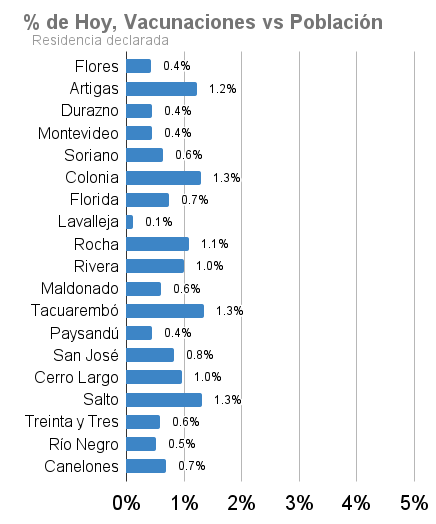 % de Hoy, Vacunaciones vs Población
Residencia declarada
Flores 0.4%
Artigas 1.2%
Durazno 0.4%
Montevideo 0.4%
Soriano 0.6%
Colonia 1.3%
Florida 0.7%
Lavalleja 0.1%
Rocha 1.1%
Rivera 1.0%
Maldonado 0.6%
Tacuarembó 1.3%
Paysandú 0.4%
San José 0.8%
Cerro Largo 1.0%
Salto 1.3%
Treinta y Tres 0.6%
Río Negro 0.5%
Canelones 0.7%
0% 1% 2% 3% 4% 5%